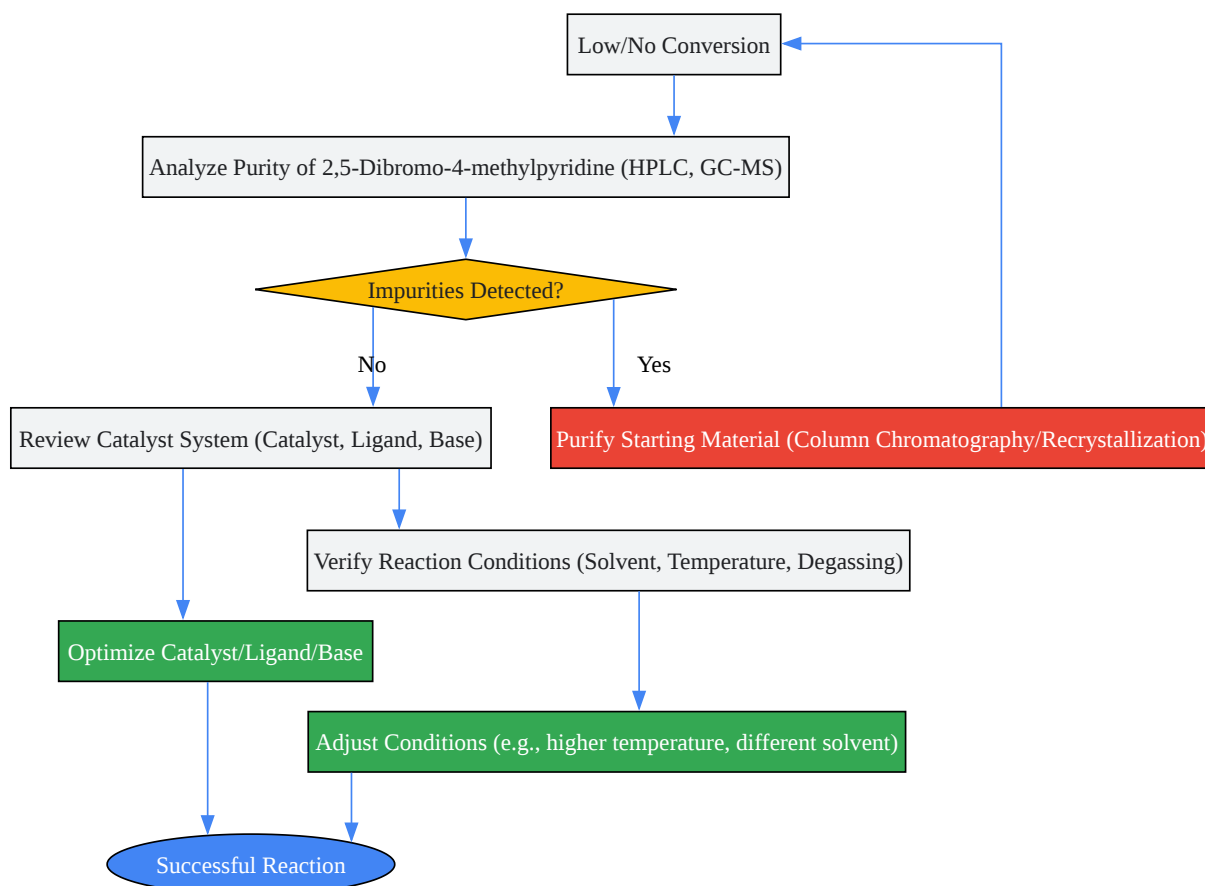 Low/No Conversion
Analyze Purity of 2,5-Dibromo-4-methylpyridine (HPLC, GC-MS)
Impurities Detected?
No
Yes
Review Catalyst System (Catalyst, Ligand, Base)
Purify Starting Material (Column Chromatography/Recrystallization)
Verify Reaction Conditions (Solvent, Temperature, Degassing)
Optimize Catalyst/Ligand/Base
Adjust Conditions (e.g., higher temperature, different solvent)
Successful Reaction